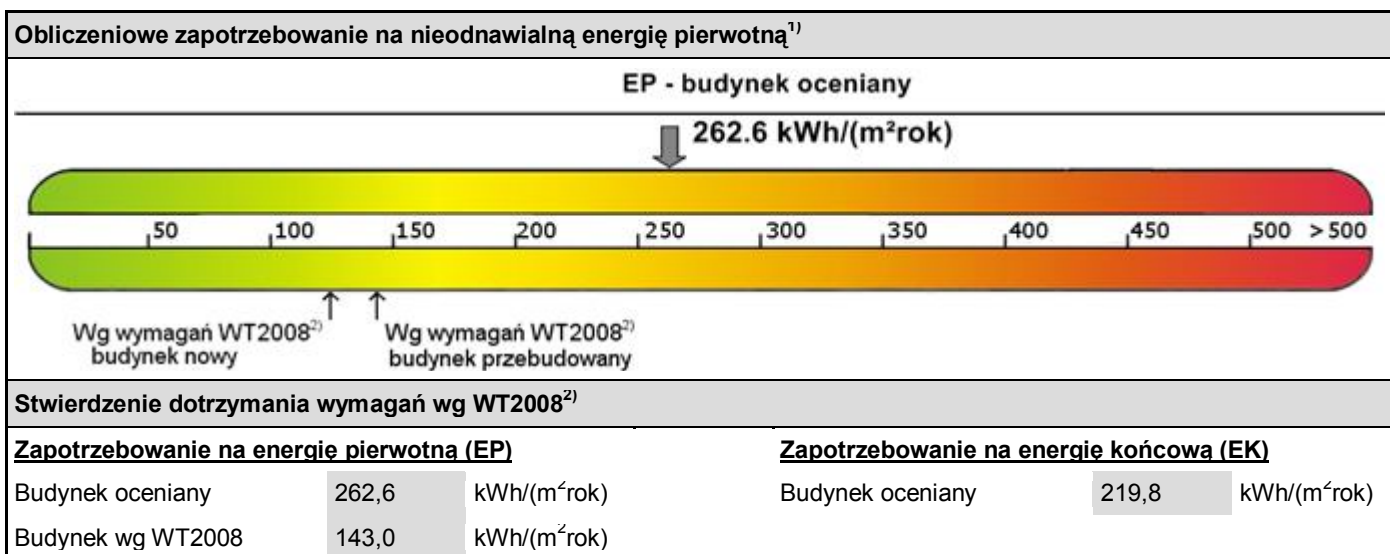 Obliczeniowe zapotrzebowanie na nieodnawialną energię pierwotną¹⁾
EP - budynek oceniany
262.6 kWh/(m²rok)
50 100 150 200 250 300 350 400 450 500 > 500
Wg wymagań WT2008²⁾
budynek nowy
Wg wymagań WT2008²⁾
budynek przebudowany
Stwierdzenie dotrzymania wymagań wg WT2008²⁾
Zapotrzebowanie na energię pierwotną (EP)
Budynek oceniany 262,6 kWh/(m²rok)
Budynek wg WT2008 143,0 kWh/(m²rok)
Zapotrzebowanie na energię końcową (EK)
Budynek oceniany 219,8 kWh/(m²rok)